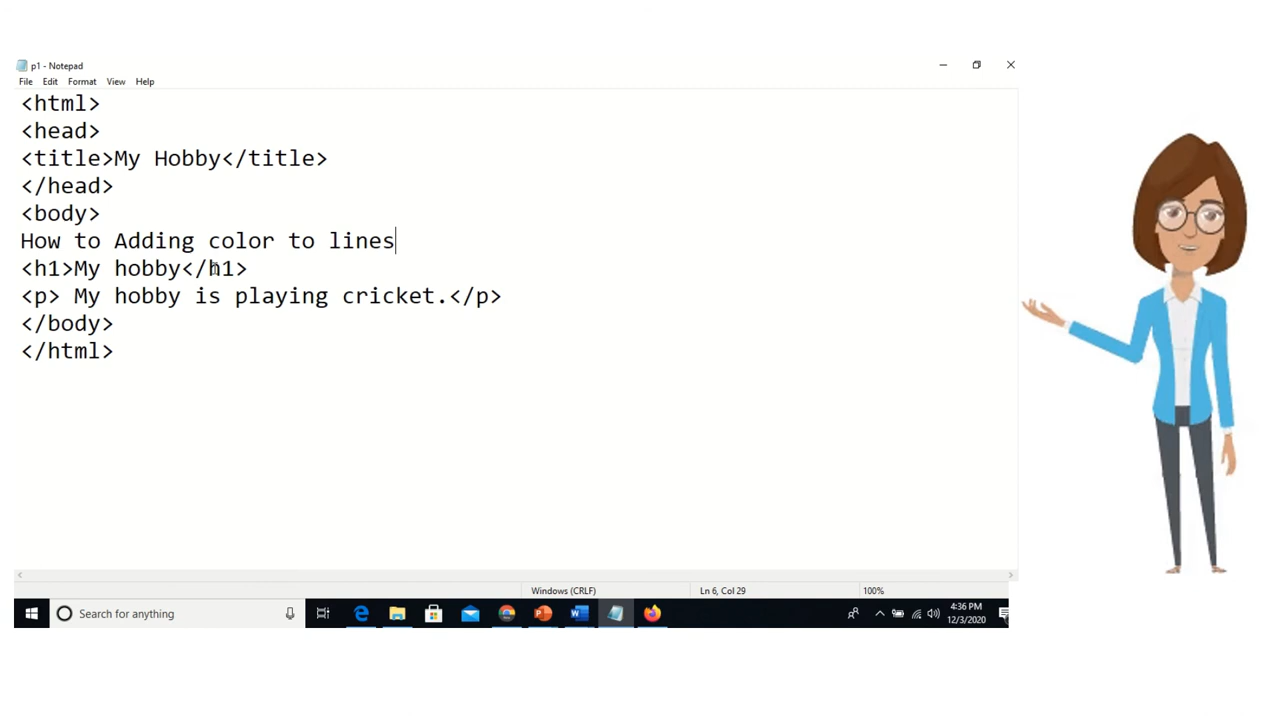 p1 - Notepad
File Edit Format View Help
<html>
<head>
<title>My Hobby</title>
</head>
<body>
How to Adding color to lines
<h1>My hobby</h1>
<p> My hobby is playing cricket.</p>
</body>
</html>
Windows (CRLF) Ln 6, Col 29 100%
Search for anything
4:36 PM
12/3/2020